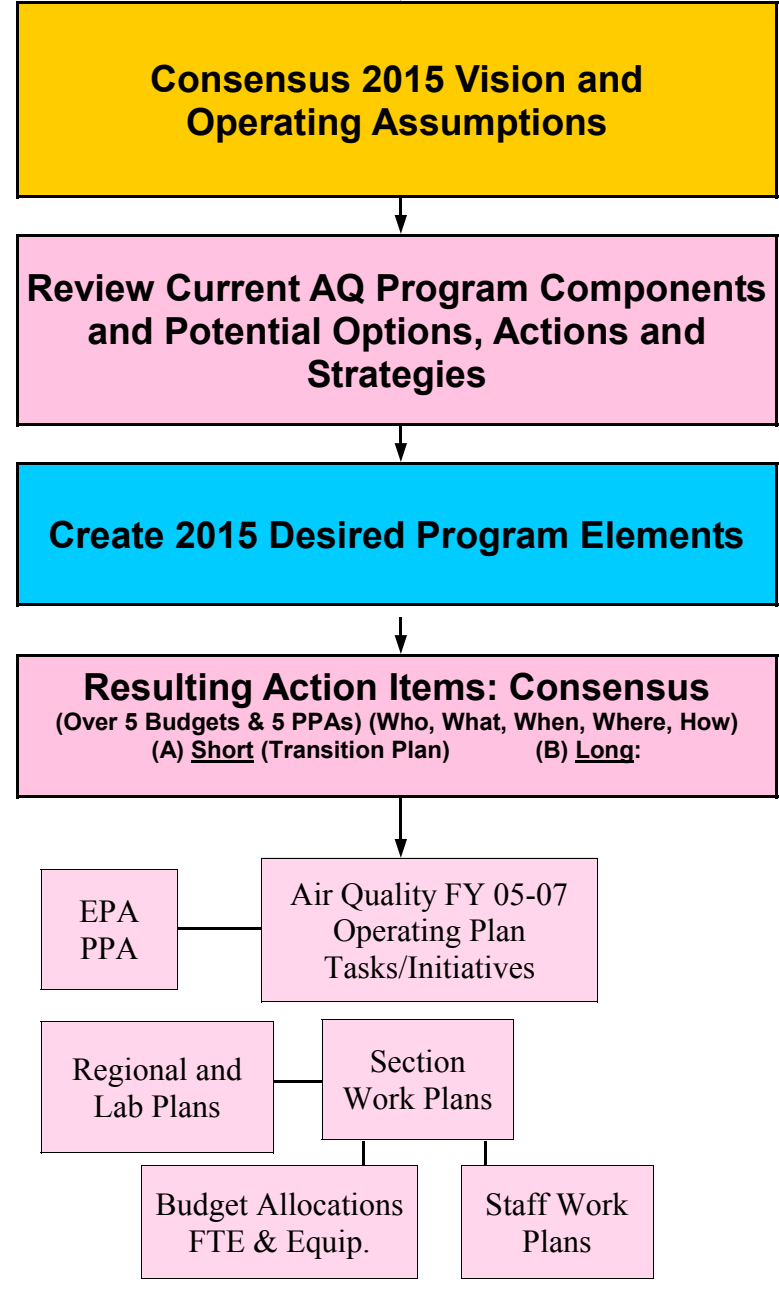 Consensus 2015 Vision and
Operating Assumptions
Review Current AQ Program Components
and Potential Options, Actions and
Strategies
Create 2015 Desired Program Elements
Resulting Action Items: Consensus
(Over 5 Budgets & 5 PPAs) (Who, What, When, Where, How)
(A) Short (Transition Plan) (B) Long:
EPA
PPA
Air Quality FY 05-07
Operating Plan
Tasks/Initiatives
Regional and
Lab Plans
Section
Work Plans
Budget Allocations
FTE & Equip.
Staff Work
Plans